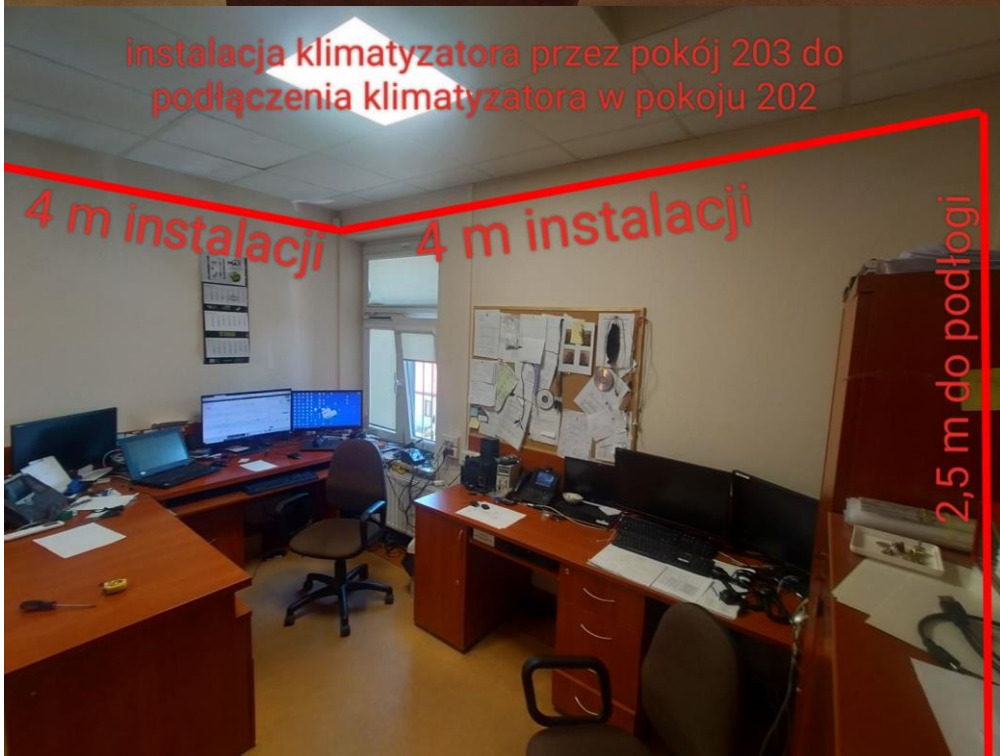 instalacja klimatyzatora przez pokój 203 do
podłączenia klimatyzatora w pokoju 202
4 m instalacji
4 m instalacji
2,5 m do podłogi